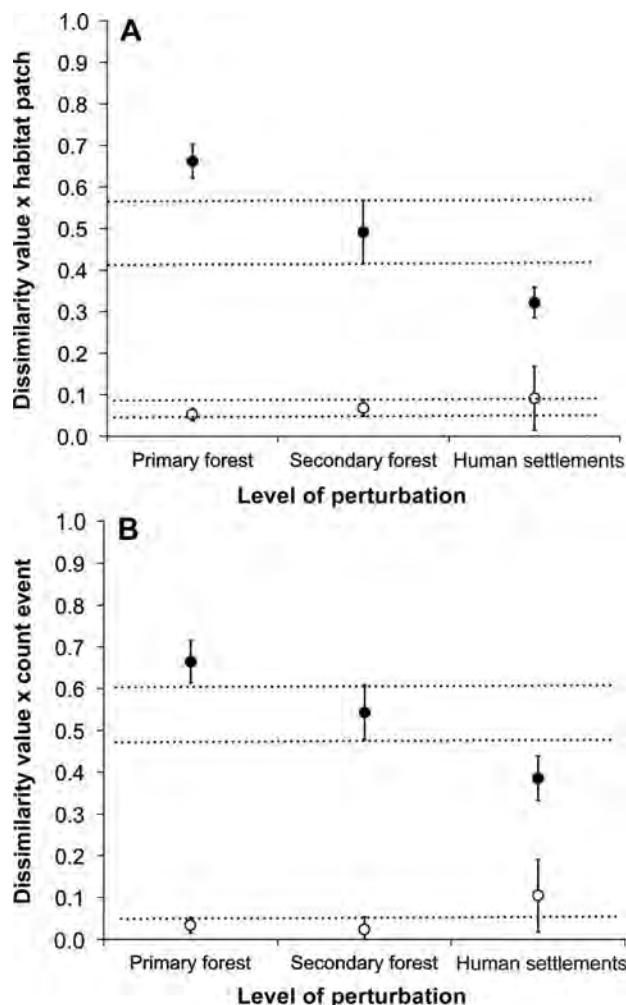 A
Dissimilarity value x habitat patch
1.0
0.9
0.8
0.7
0.6
0.5
0.4
0.3
0.2
0.1
0.0
Primary forest Secondary forest Human settlements
Level of perturbation
B
Dissimilarity value x count event
1.0
0.9
0.8
0.7
0.6
0.5
0.4
0.3
0.2
0.1
0.0
Primary forest Secondary forest Human settlements
Level of perturbation